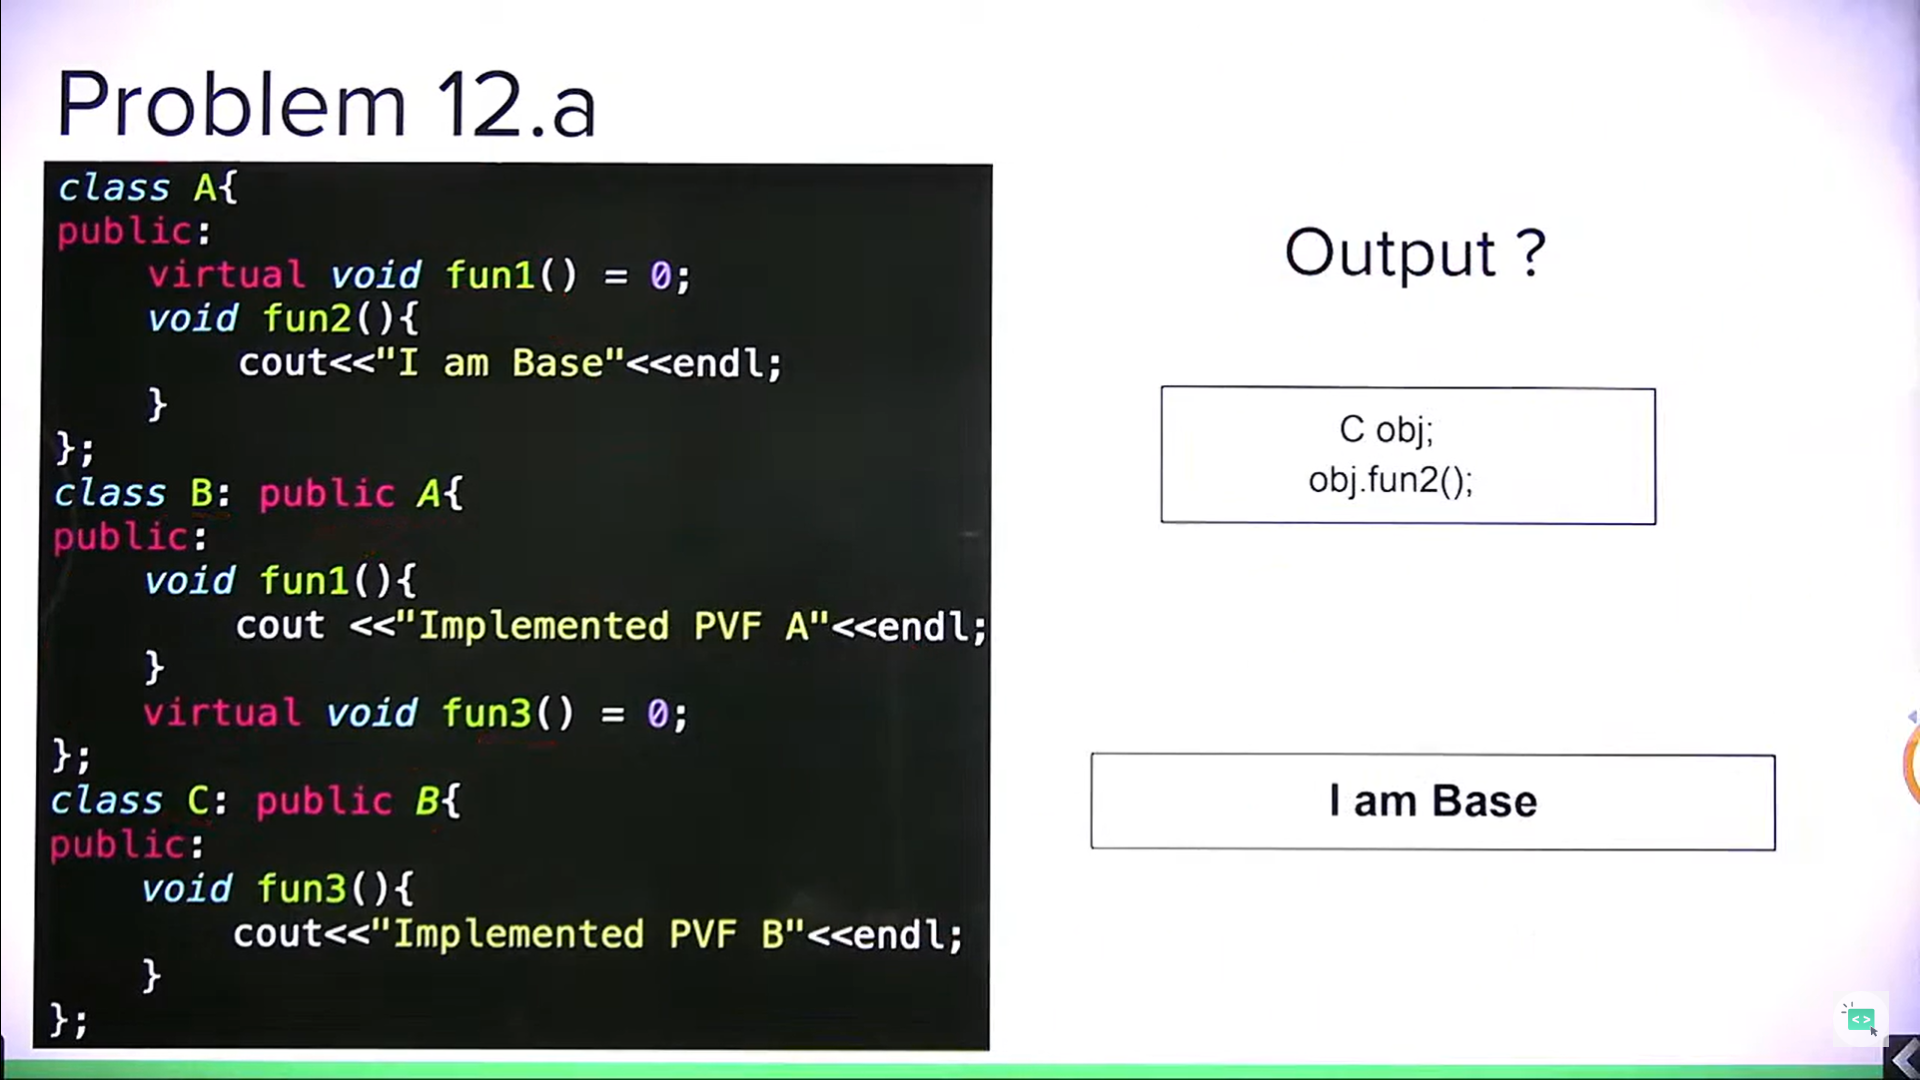 Problem 12.a
class A{
public:
    virtual void fun1() = 0;
    void fun2(){
        cout<<"I am Base"<<endl;
    }
};
class B: public A{
public:
    void fun1(){
        cout <<"Implemented PVF A"<<endl;
    }
    virtual void fun3() = 0;
};
class C: public B{
public:
    void fun3(){
        cout<<"Implemented PVF B"<<endl;
    }
};
Output ?
C obj;
obj.fun2();
I am Base
<>